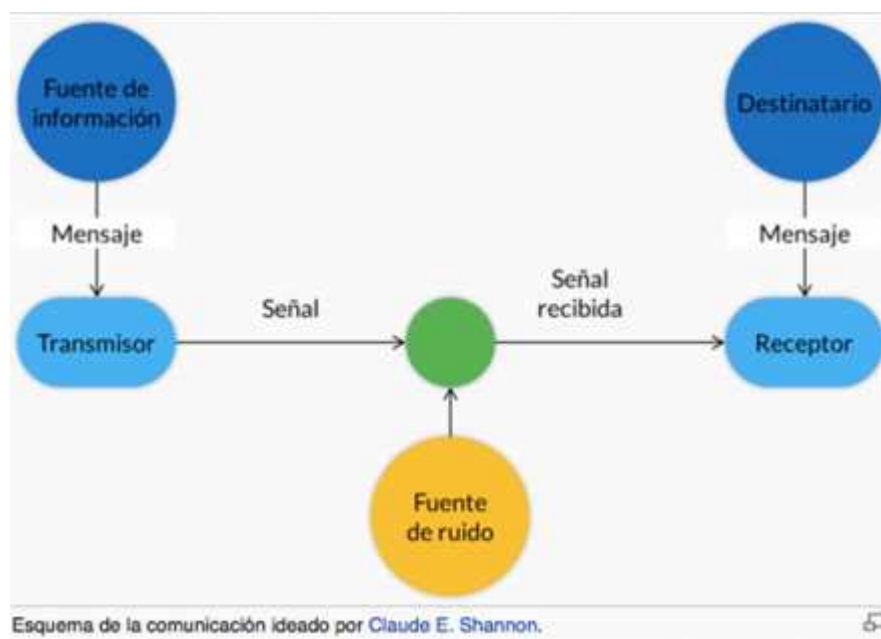 Fuente de
información
Destinatario
Mensaje
Mensaje
Señal
Señal
recibida
Transmisor
Receptor
Fuente
de ruido
Esquema de la comunicación ideado por Claude E. Shannon.